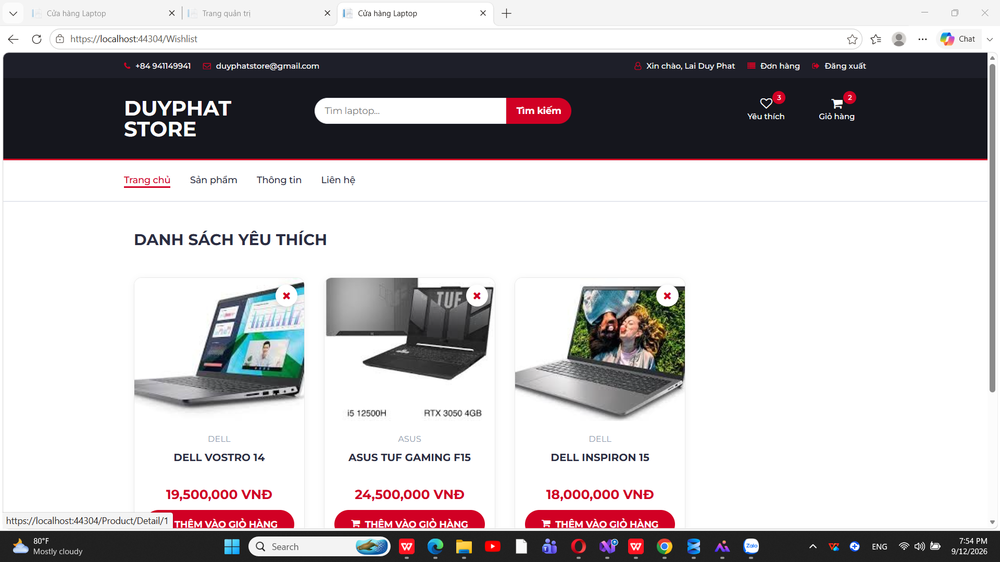 Cửa hàng Laptop
Trang quản trị
Cửa hàng Laptop
https://localhost:44304/Wishlist
Chat
+84 941149941
duyphatstore@gmail.com
Xin chào, Lai Duy Phat
Đơn hàng
Đăng xuất
DUYPHAT
STORE
Tìm laptop...
Tìm kiếm
3
Yêu thích
2
Giỏ hàng
Trang chủ
Sản phẩm
Thông tin
Liên hệ
DANH SÁCH YÊU THÍCH
TUF
i5 12500H
RTX 3050 4GB
DELL
ASUS
DELL
DELL VOSTRO 14
ASUS TUF GAMING F15
DELL INSPIRON 15
19,500,000 VNĐ
24,500,000 VNĐ
18,000,000 VNĐ
THÊM VÀO GIỎ HÀNG
THÊM VÀO GIỎ HÀNG
THÊM VÀO GIỎ HÀNG
https://localhost:44304/Product/Detail/1
80°F
Mostly cloudy
Search
Zalo
ENG
7:54 PM
9/12/2026